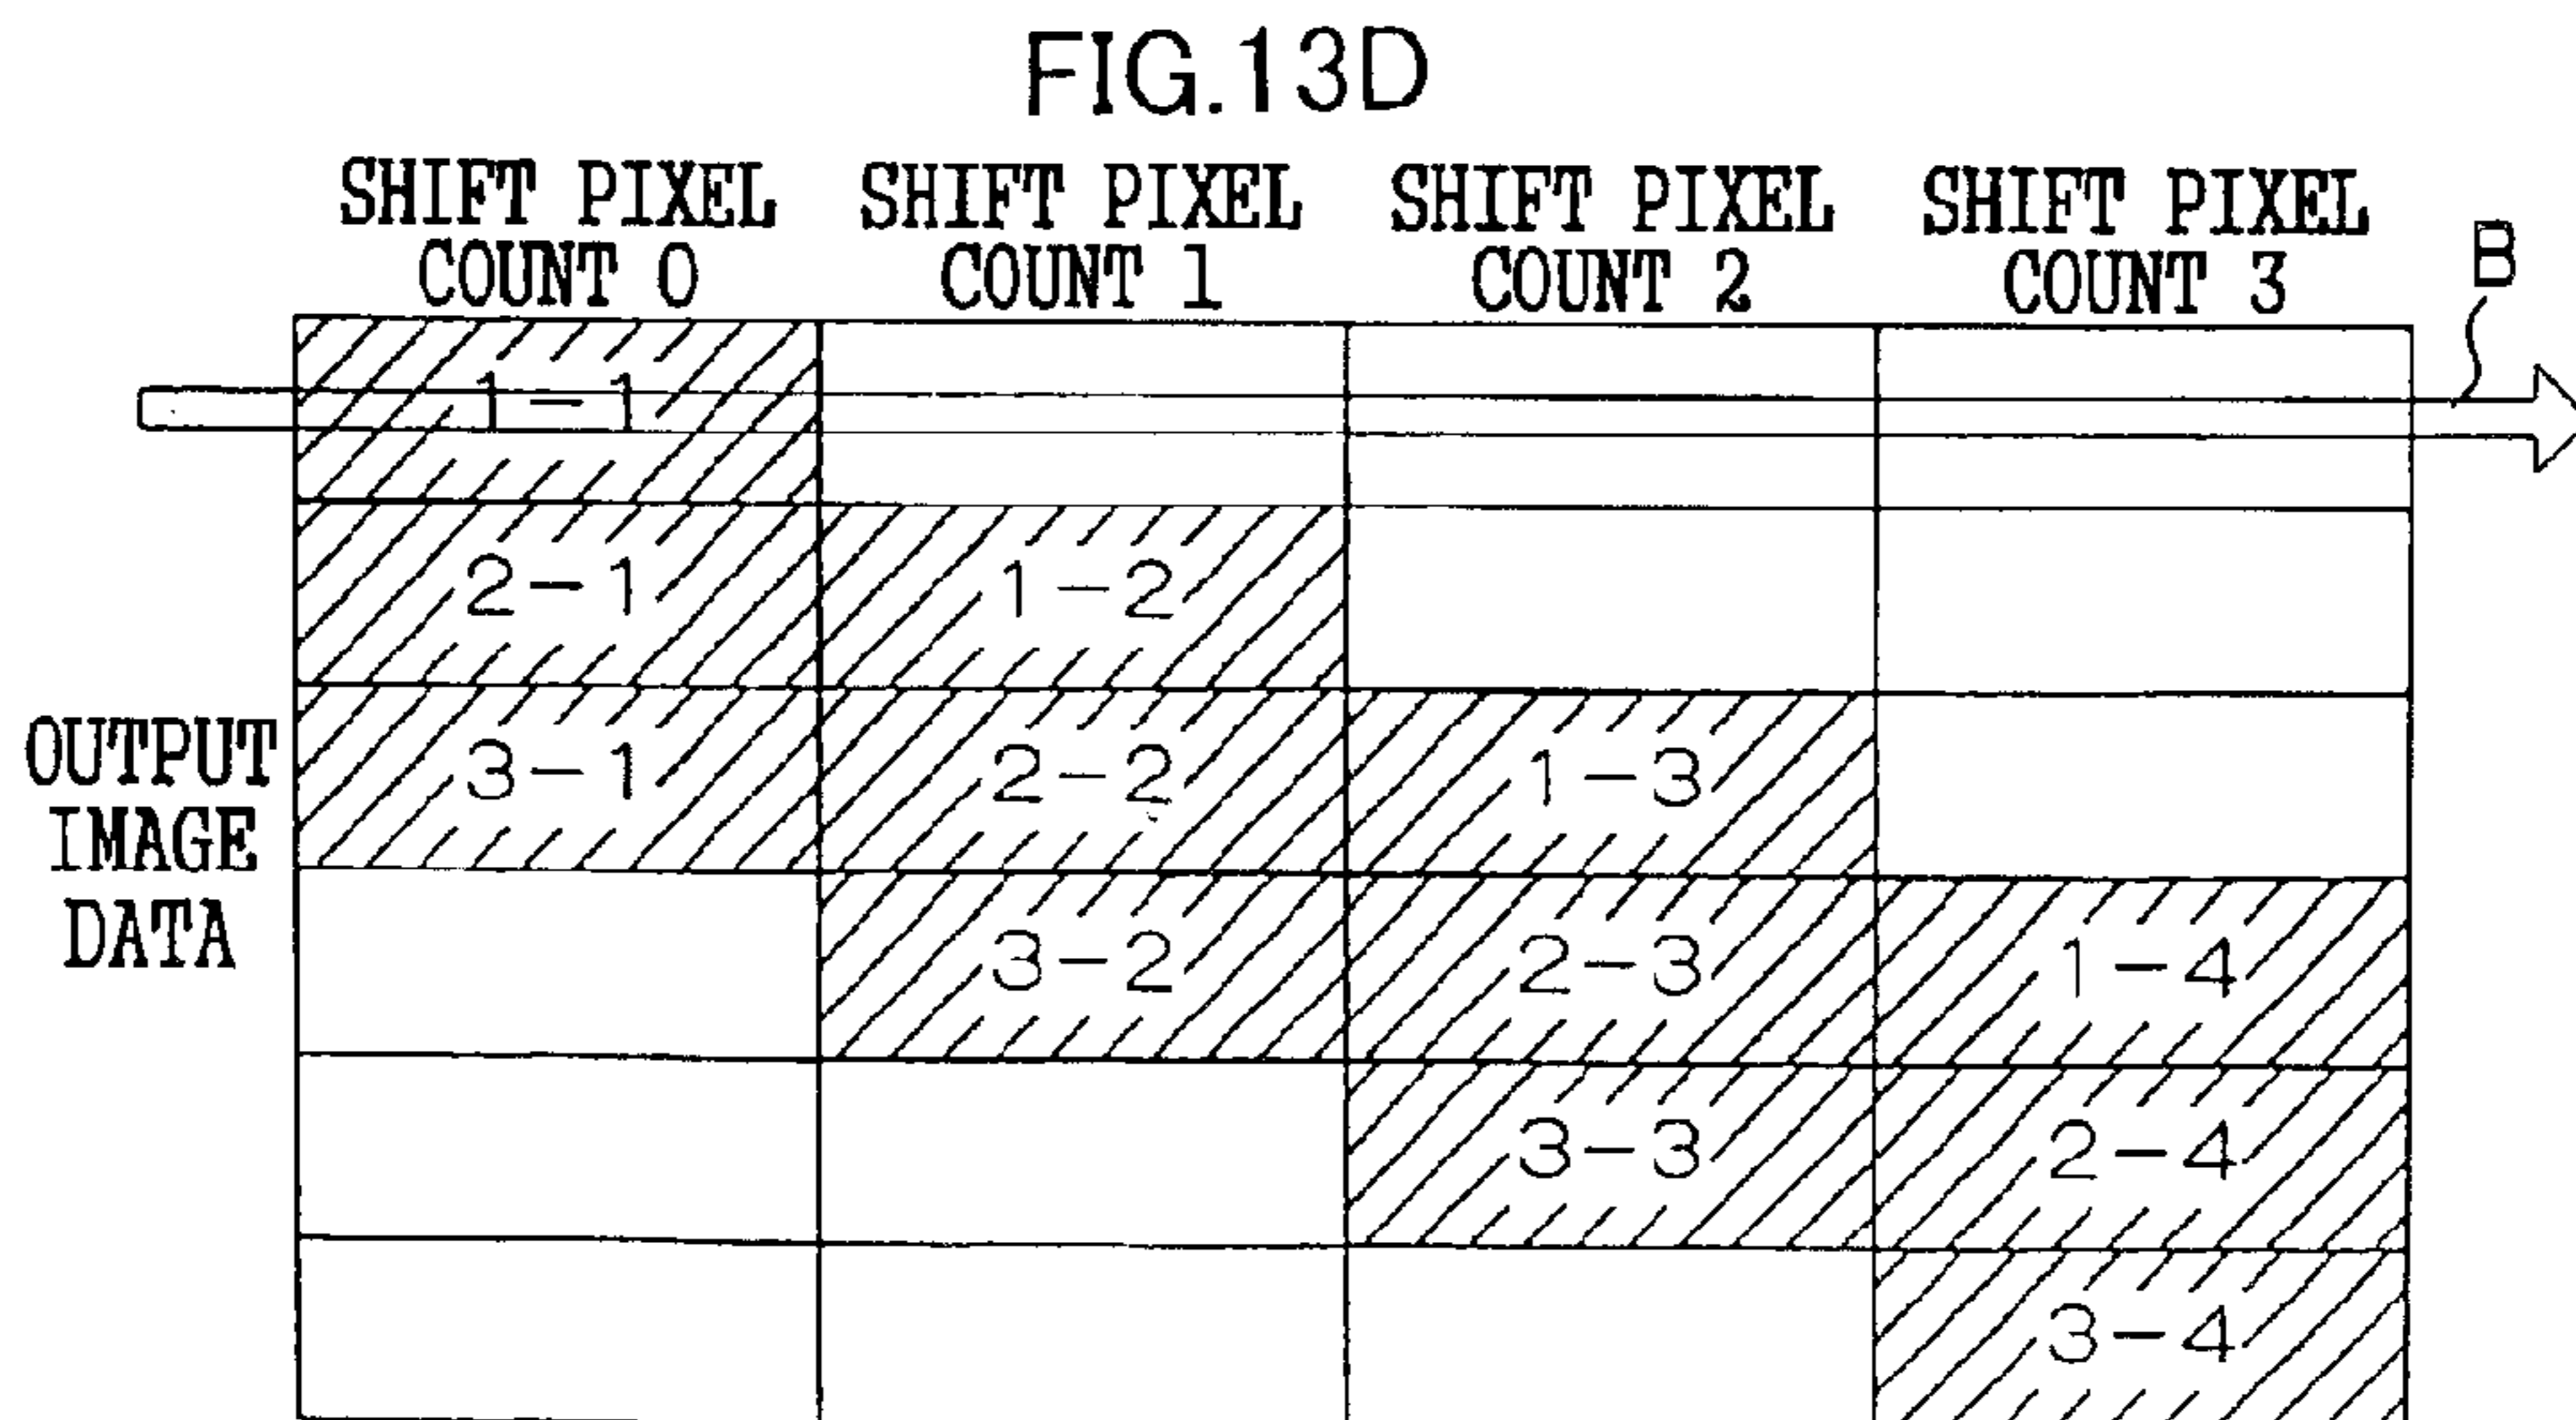 FIG.13D
SHIFT PIXEL COUNT 0
SHIFT PIXEL COUNT 1
SHIFT PIXEL COUNT 2
SHIFT PIXEL COUNT 3
B
OUTPUT IMAGE DATA
1-1
2-1 1-2
3-1 2-2 1-3
3-2 2-3 1-4
3-3 2-4
3-4